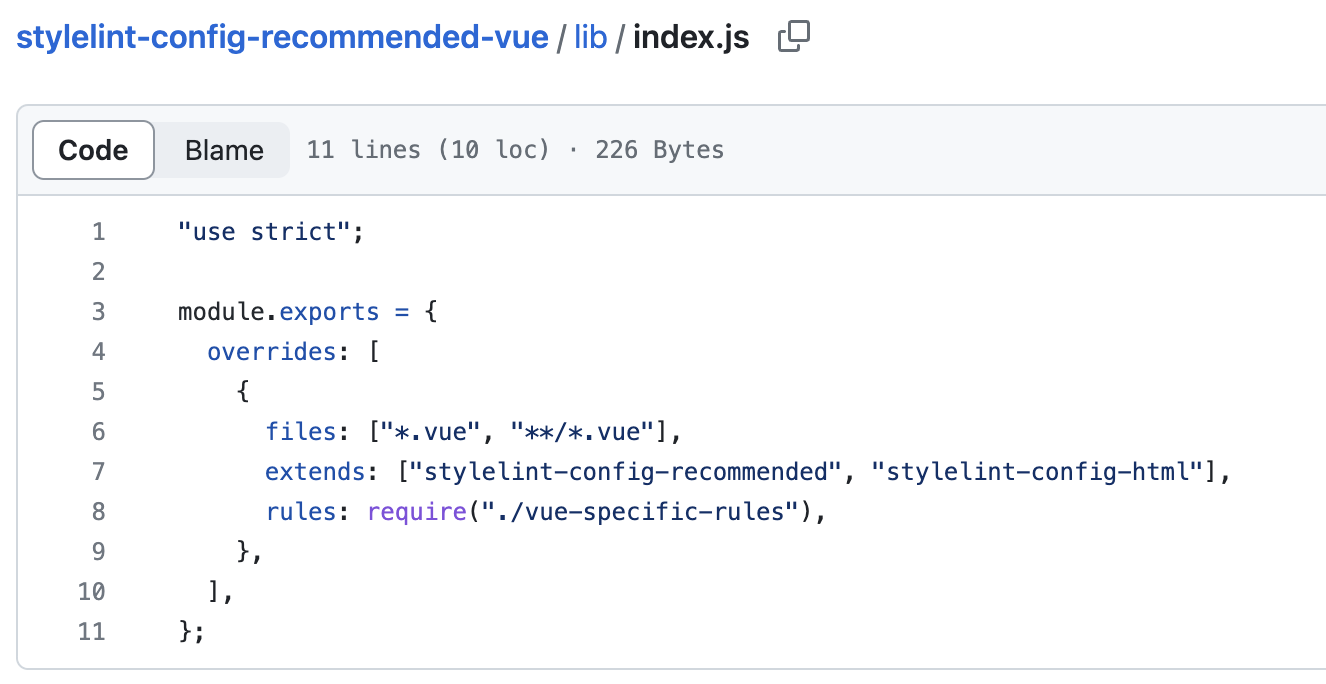 stylelint-config-recommended-vue / lib / index.js
Code Blame 11 lines (10 loc) · 226 Bytes
1 "use strict";
2
3 module.exports = {
4   overrides: [
5     {
6       files: ["*.vue", "**/*.vue"],
7       extends: ["stylelint-config-recommended", "stylelint-config-html"],
8       rules: require("./vue-specific-rules"),
9     },
10   ],
11 };